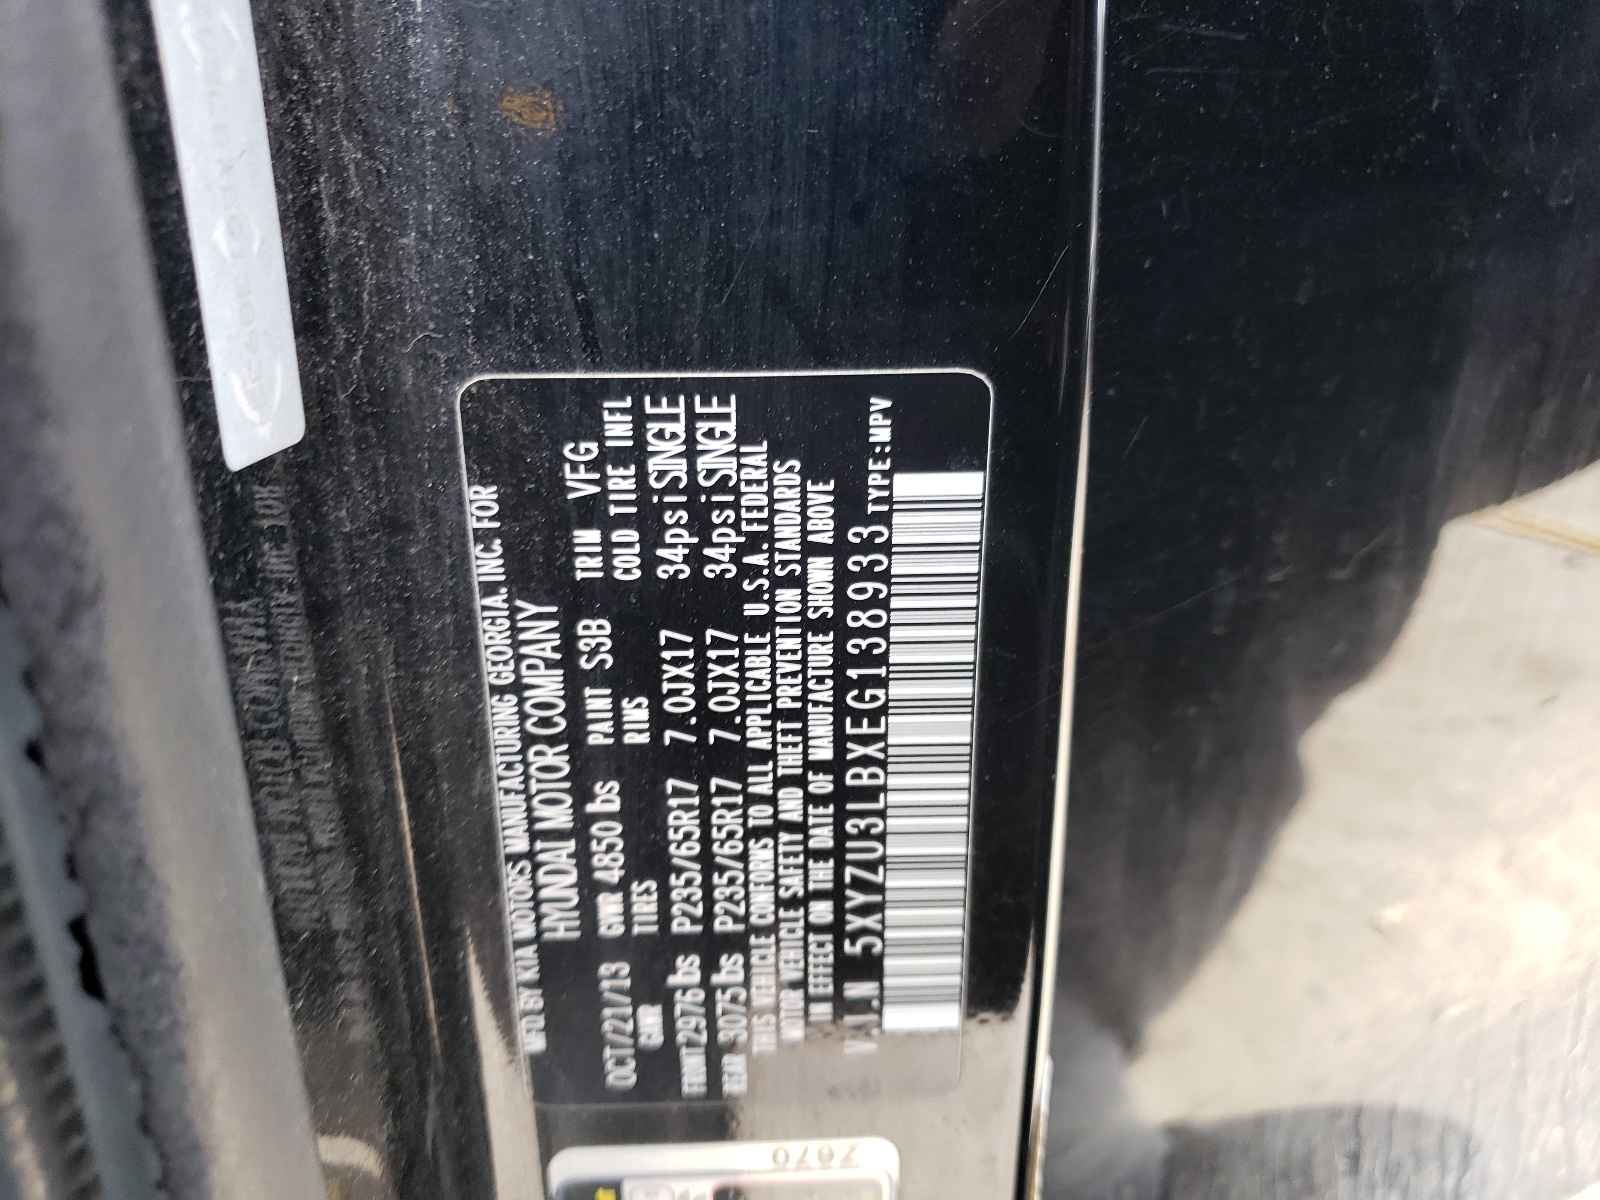 MFD BY KIA MOTORS MANUFACTURING GEORGIA. INC. FOR
HYUNDAI MOTOR COMPANY
OCT/21/13 GVWR 4850 lbs PAINT S3B TRIM VFG
GAWR TIRES RIMS COLD TIRE INFL
FRONT 2976 lbs P235/65R17 7.0JX17 34psi SINGLE
REAR 3075 lbs P235/65R17 7.0JX17 34psi SINGLE
THIS VEHICLE CONFORMS TO ALL APPLICABLE U.S.A. FEDERAL
MOTOR VEHICLE SAFETY AND THEFT PREVENTION STANDARDS
IN EFFECT ON THE DATE OF MANUFACTURE SHOWN ABOVE
V.I.N 5XYZU3LBXEG138933 TYPE:MPV